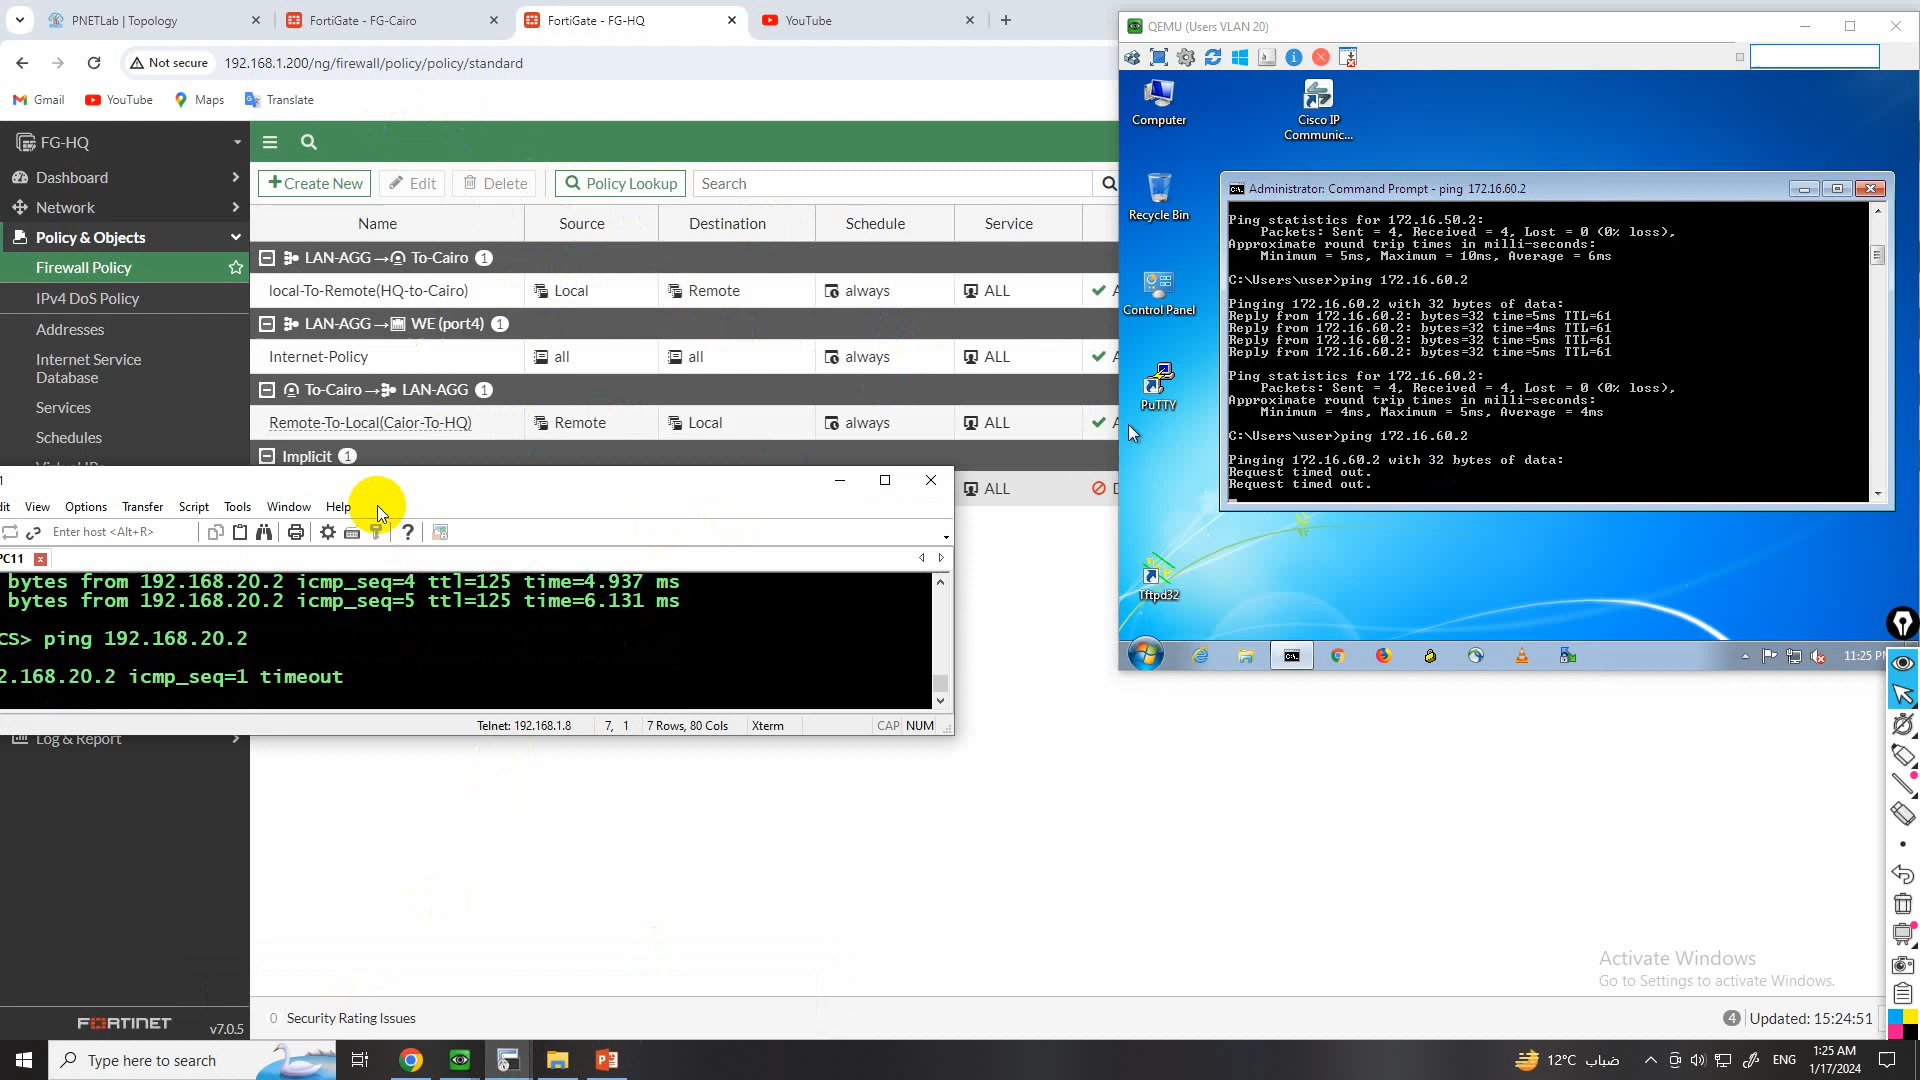 PNETLab | Topology
FortiGate - FG-Cairo
FortiGate - FG-HQ
YouTube
Not secure
192.168.1.200/ng/firewall/policy/policy/standard
Gmail
YouTube
Maps
Translate
FG-HQ
Dashboard
Network
Policy & Objects
Firewall Policy
IPv4 DoS Policy
Addresses
Internet Service
Database
Services
Schedules
Log & Report
FORTINET
v7.0.5
Create New
Edit
Delete
Policy Lookup
Search
Name Source Destination Schedule Service
LAN-AGG → To-Cairo 1
local-To-Remote(HQ-to-Cairo) Local Remote always ALL
LAN-AGG → WE (port4) 1
Internet-Policy all all always ALL
To-Cairo → LAN-AGG 1
Remote-To-Local(Caior-To-HQ) Remote Local always ALL
Implicit 1
ALL
View Options Transfer Script Tools Window Help
Enter host <Alt+R>
PC11
bytes from 192.168.20.2 icmp_seq=4 ttl=125 time=4.937 ms
bytes from 192.168.20.2 icmp_seq=5 ttl=125 time=6.131 ms
CS> ping 192.168.20.2
2.168.20.2 icmp_seq=1 timeout
Telnet: 192.168.1.8 7, 1 7 Rows, 80 Cols Xterm CAP NUM
0 Security Rating Issues
4 Updated: 15:24:51
QEMU (Users VLAN 20)
Computer
Cisco IP
Communic...
Recycle Bin
Control Panel
PuTTY
Tftpd32
Administrator: Command Prompt - ping 172.16.60.2
Ping statistics for 172.16.50.2:
Packets: Sent = 4, Received = 4, Lost = 0 (0% loss),
Approximate round trip times in milli-seconds:
Minimum = 5ms, Maximum = 10ms, Average = 6ms
C:\Users\user>ping 172.16.60.2
Pinging 172.16.60.2 with 32 bytes of data:
Reply from 172.16.60.2: bytes=32 time=5ms TTL=61
Reply from 172.16.60.2: bytes=32 time=4ms TTL=61
Reply from 172.16.60.2: bytes=32 time=5ms TTL=61
Reply from 172.16.60.2: bytes=32 time=5ms TTL=61
Ping statistics for 172.16.60.2:
Packets: Sent = 4, Received = 4, Lost = 0 (0% loss),
Approximate round trip times in milli-seconds:
Minimum = 4ms, Maximum = 5ms, Average = 4ms
C:\Users\user>ping 172.16.60.2
Pinging 172.16.60.2 with 32 bytes of data:
Request timed out.
Request timed out.
11:25 P
Activate Windows
Go to Settings to activate Windows.
Type here to search
12°C ضباب
ENG
1:25 AM
1/17/2024